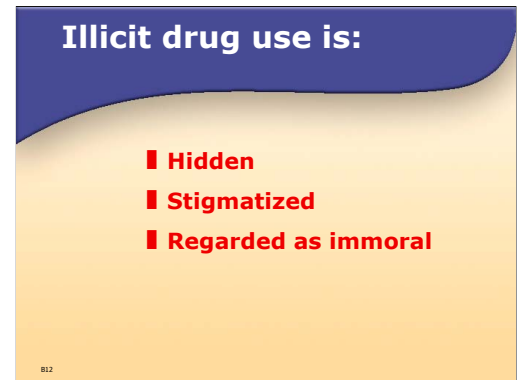 Illicit drug use is:
Hidden
Stigmatized
Regarded as immoral
B12